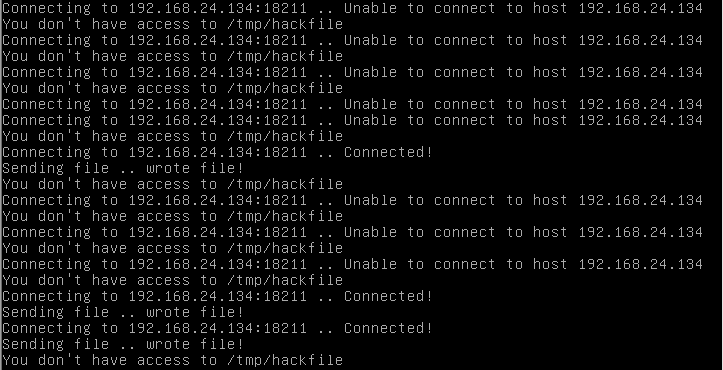 Connecting to 192.168.24.134:18211 .. Unable to connect to host 192.168.24.134
You don't have access to /tmp/hackfile
Connecting to 192.168.24.134:18211 .. Unable to connect to host 192.168.24.134
You don't have access to /tmp/hackfile
Connecting to 192.168.24.134:18211 .. Unable to connect to host 192.168.24.134
You don't have access to /tmp/hackfile
Connecting to 192.168.24.134:18211 .. Unable to connect to host 192.168.24.134
Connecting to 192.168.24.134:18211 .. Unable to connect to host 192.168.24.134
You don't have access to /tmp/hackfile
Connecting to 192.168.24.134:18211 .. Connected!
Sending file .. wrote file!
You don't have access to /tmp/hackfile
Connecting to 192.168.24.134:18211 .. Unable to connect to host 192.168.24.134
You don't have access to /tmp/hackfile
Connecting to 192.168.24.134:18211 .. Unable to connect to host 192.168.24.134
You don't have access to /tmp/hackfile
Connecting to 192.168.24.134:18211 .. Unable to connect to host 192.168.24.134
You don't have access to /tmp/hackfile
Connecting to 192.168.24.134:18211 .. Connected!
Sending file .. wrote file!
Connecting to 192.168.24.134:18211 .. Connected!
Sending file .. wrote file!
You don't have access to /tmp/hackfile